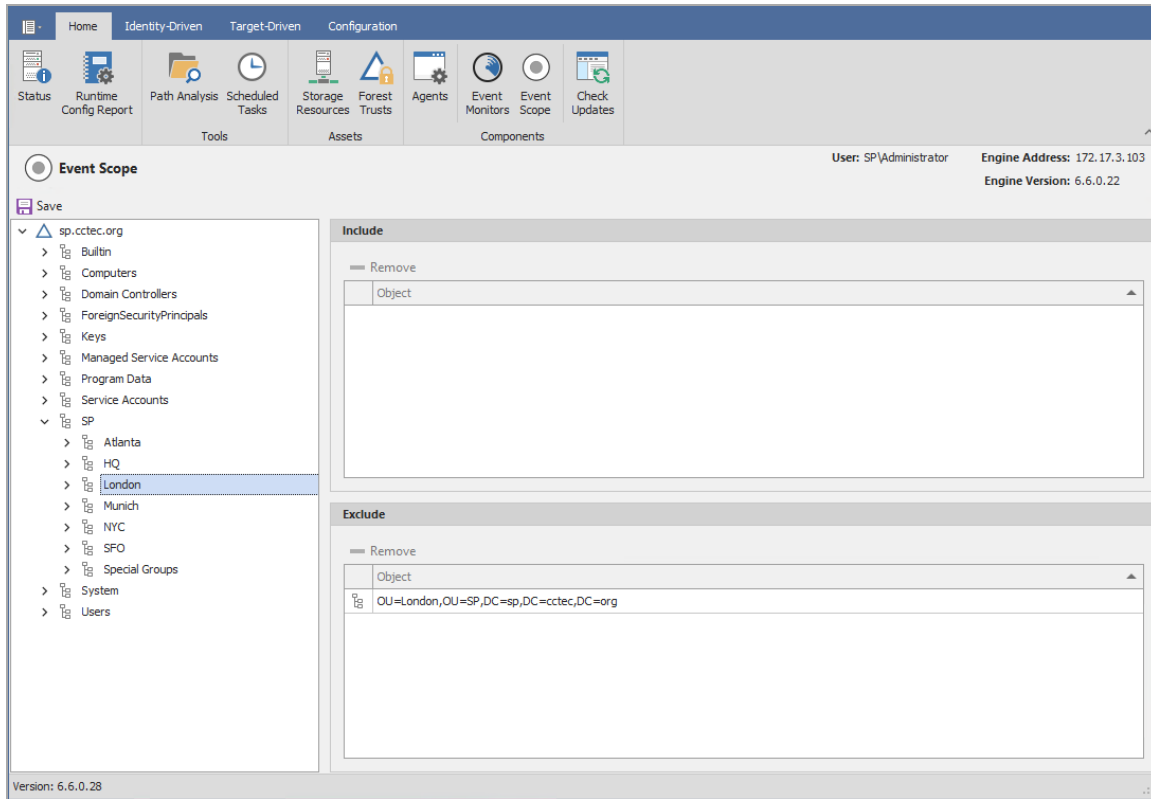 Home Identity-Driven Target-Driven Configuration
Status Runtime Config Report Path Analysis Scheduled Tasks Storage Resources Forest Trusts Agents Event Monitors Event Scope Check Updates
Tools Assets Components
Event Scope
User: SP\Administrator Engine Address: 172.17.3.103
Engine Version: 6.6.0.22
Save
sp.cctec.org
Builtin
Computers
Domain Controllers
ForeignSecurityPrincipals
Keys
Managed Service Accounts
Program Data
Service Accounts
SP
Atlanta
HQ
London
Munich
NYC
SFO
Special Groups
System
Users
Include
Remove
Object
Exclude
Remove
Object
OU=London,OU=SP,DC=sp,DC=cctec,DC=org
Version: 6.6.0.28